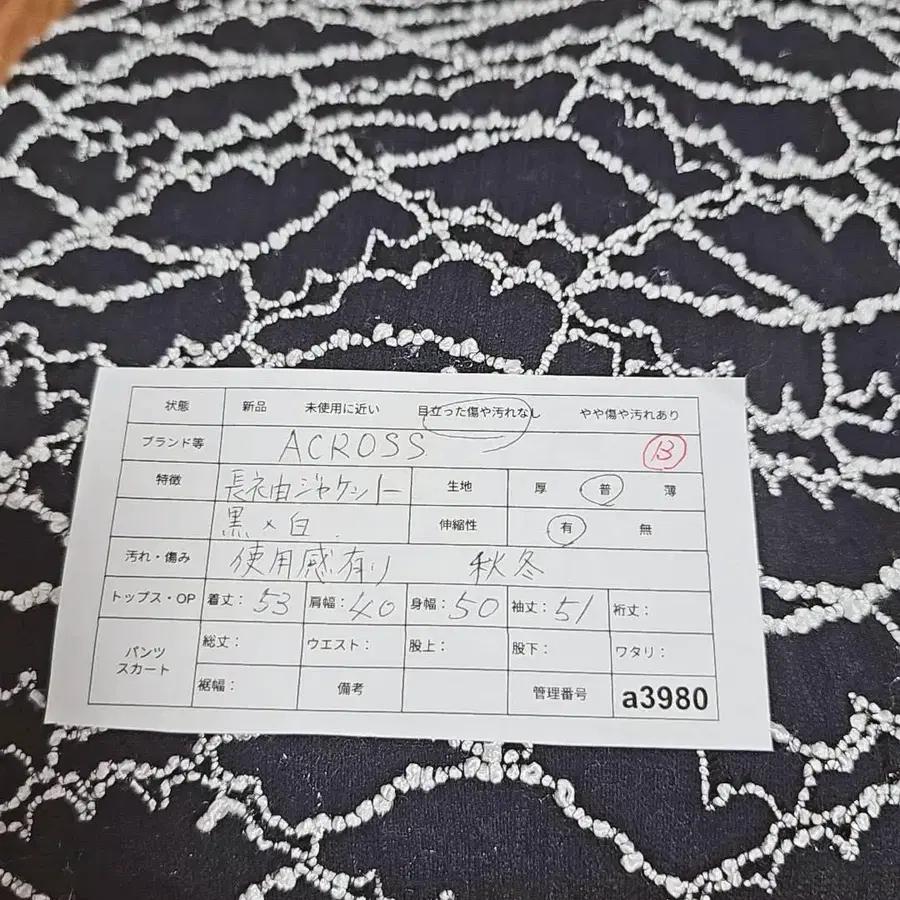 状態 新品 未使用に近い 目立った傷や汚れなし やや傷や汚れあり
ブランド等 ACROSS B
特徴 長袖ジャケット 生地 厚 普 薄
黒×白. 伸縮性 有 無
汚れ・傷み 使用感有り 秋冬
トップス・OP 着丈：53 肩幅：40 身幅：50 袖丈：51 裄丈：
パンツ スカート 総丈： ウエスト： 股上： 股下： ワタリ：
裾幅： 備考 管理番号 a3980